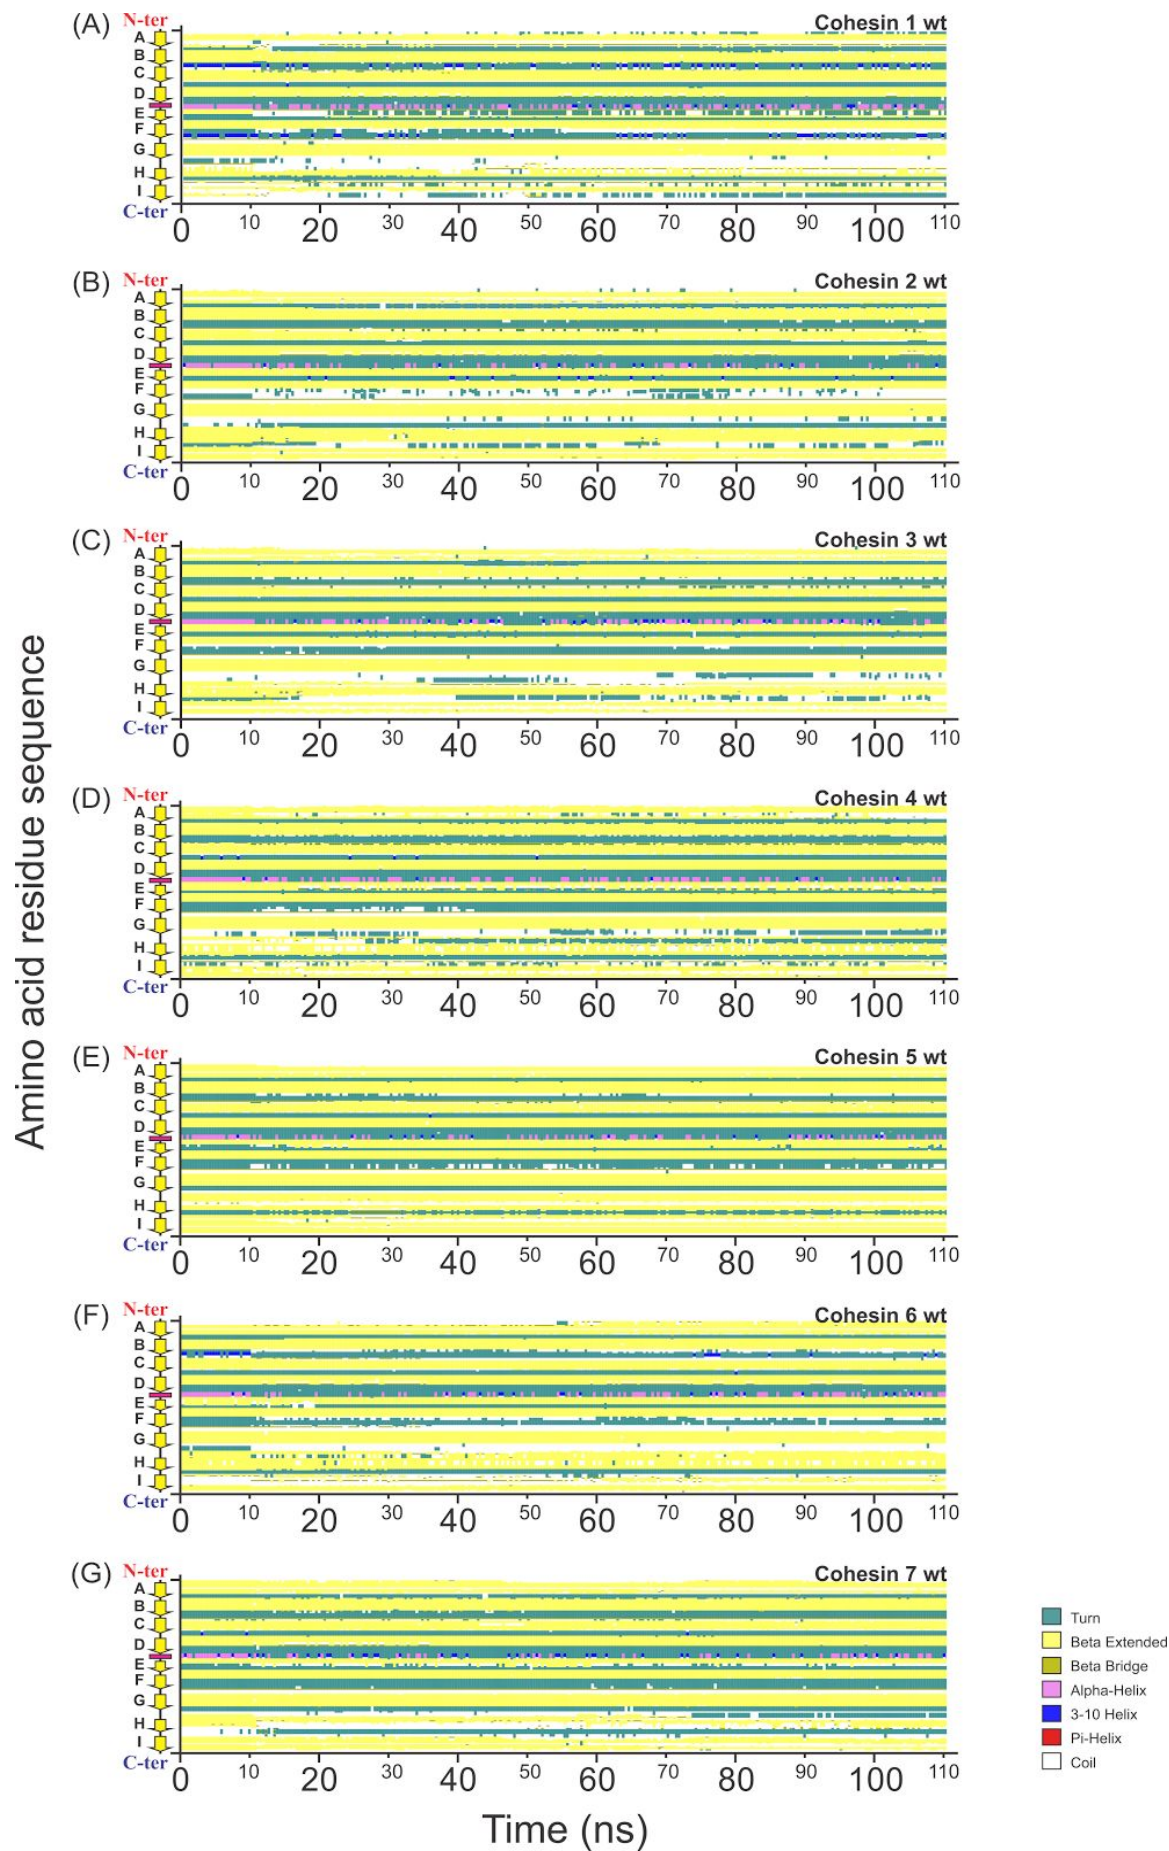 (A) N-ter Cohesin 1 wt
A
B
C
D
E
F
G
H
I
C-ter
0 10 20 30 40 50 60 70 80 90 100 110
(B) N-ter Cohesin 2 wt
A
B
C
D
E
F
G
H
I
C-ter
0 10 20 30 40 50 60 70 80 90 100 110
(C) N-ter Cohesin 3 wt
A
B
C
D
E
F
G
H
I
C-ter
0 10 20 30 40 50 60 70 80 90 100 110
(D) N-ter Cohesin 4 wt
A
B
C
D
E
F
G
H
I
C-ter
0 10 20 30 40 50 60 70 80 90 100 110
(E) N-ter Cohesin 5 wt
A
B
C
D
E
F
G
H
I
C-ter
0 10 20 30 40 50 60 70 80 90 100 110
(F) N-ter Cohesin 6 wt
A
B
C
D
E
F
G
H
I
C-ter
0 10 20 30 40 50 60 70 80 90 100 110
(G) N-ter Cohesin 7 wt
A
B
C
D
E
F
G
H
I
C-ter
0 10 20 30 40 50 60 70 80 90 100 110
Amino acid residue sequence
Time (ns)
Turn
Beta Extended
Beta Bridge
Alpha-Helix
3-10 Helix
Pi-Helix
Coil